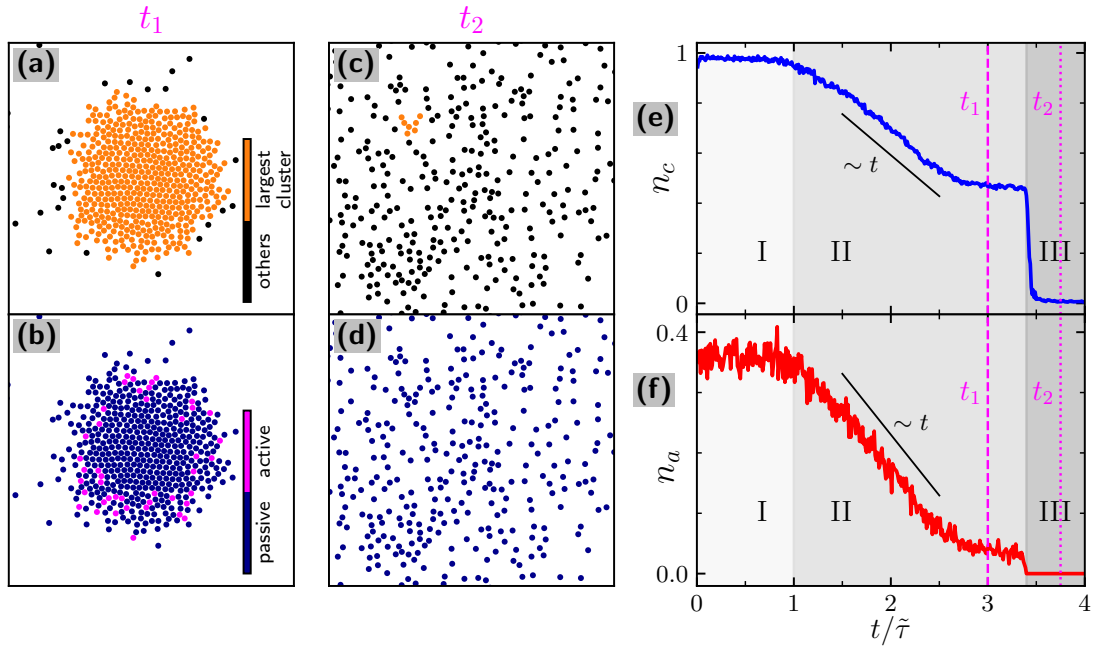 t₁
t₂
(a)
others
largest
cluster
(b)
passive
active
(c)
(d)
1
(e)
n_c
0
t₁
t₂
∼ t
I
II
III
0.4
(f)
n_a
0.0
t₁
t₂
∼ t
I
II
III
0
1
2
3
4
t/τ̃